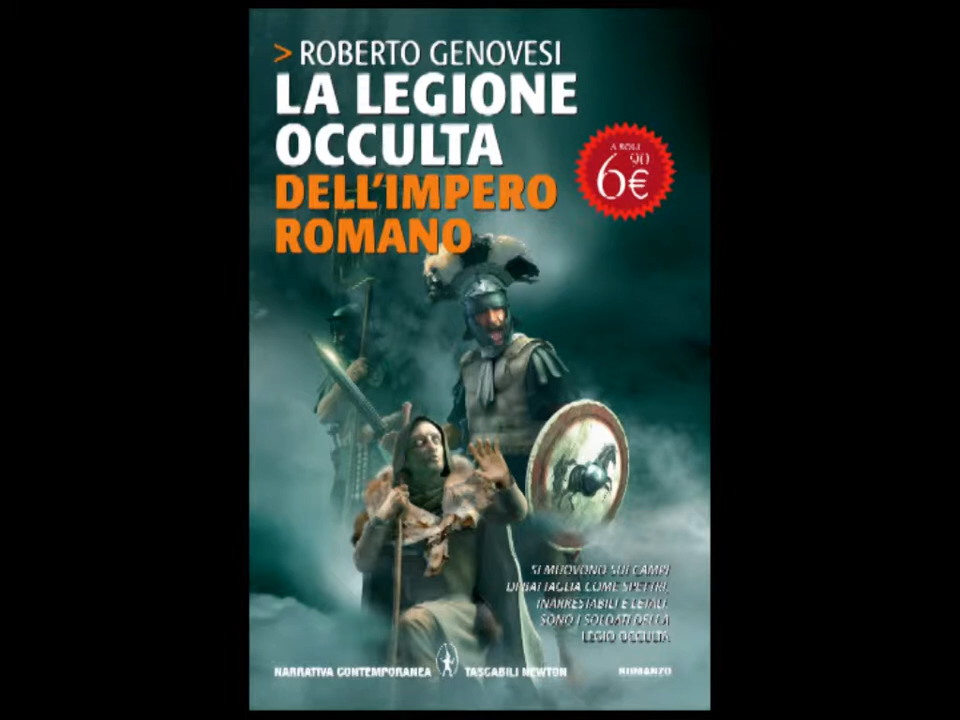 > ROBERTO GENOVESI
LA LEGIONE
OCCULTA
DELL'IMPERO
ROMANO
A SOLI
6,90 €
SI MUOVONO SUI CAMPI
DI BATTAGLIA COME SPETTRI,
INARRESTABILI E LETALI:
SONO I SOLDATI DELLA
LEGIO OCCULTA
NARRATIVA CONTEMPORANEA TASCABILI NEWTON
ROMANZO